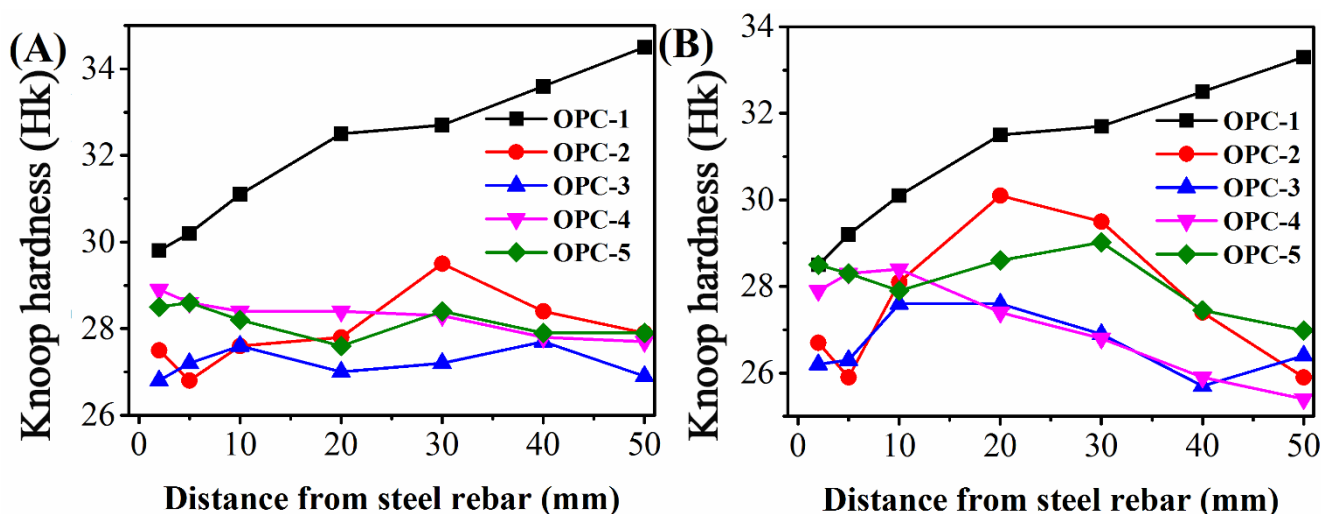 (A)
Knoop hardness (Hk)
34
32
30
28
26
OPC-1
OPC-2
OPC-3
OPC-4
OPC-5
0
10
20
30
40
50
Distance from steel rebar (mm)
(B)
Knoop hardness (Hk)
34
32
30
28
26
OPC-1
OPC-2
OPC-3
OPC-4
OPC-5
0
10
20
30
40
50
Distance from steel rebar (mm)